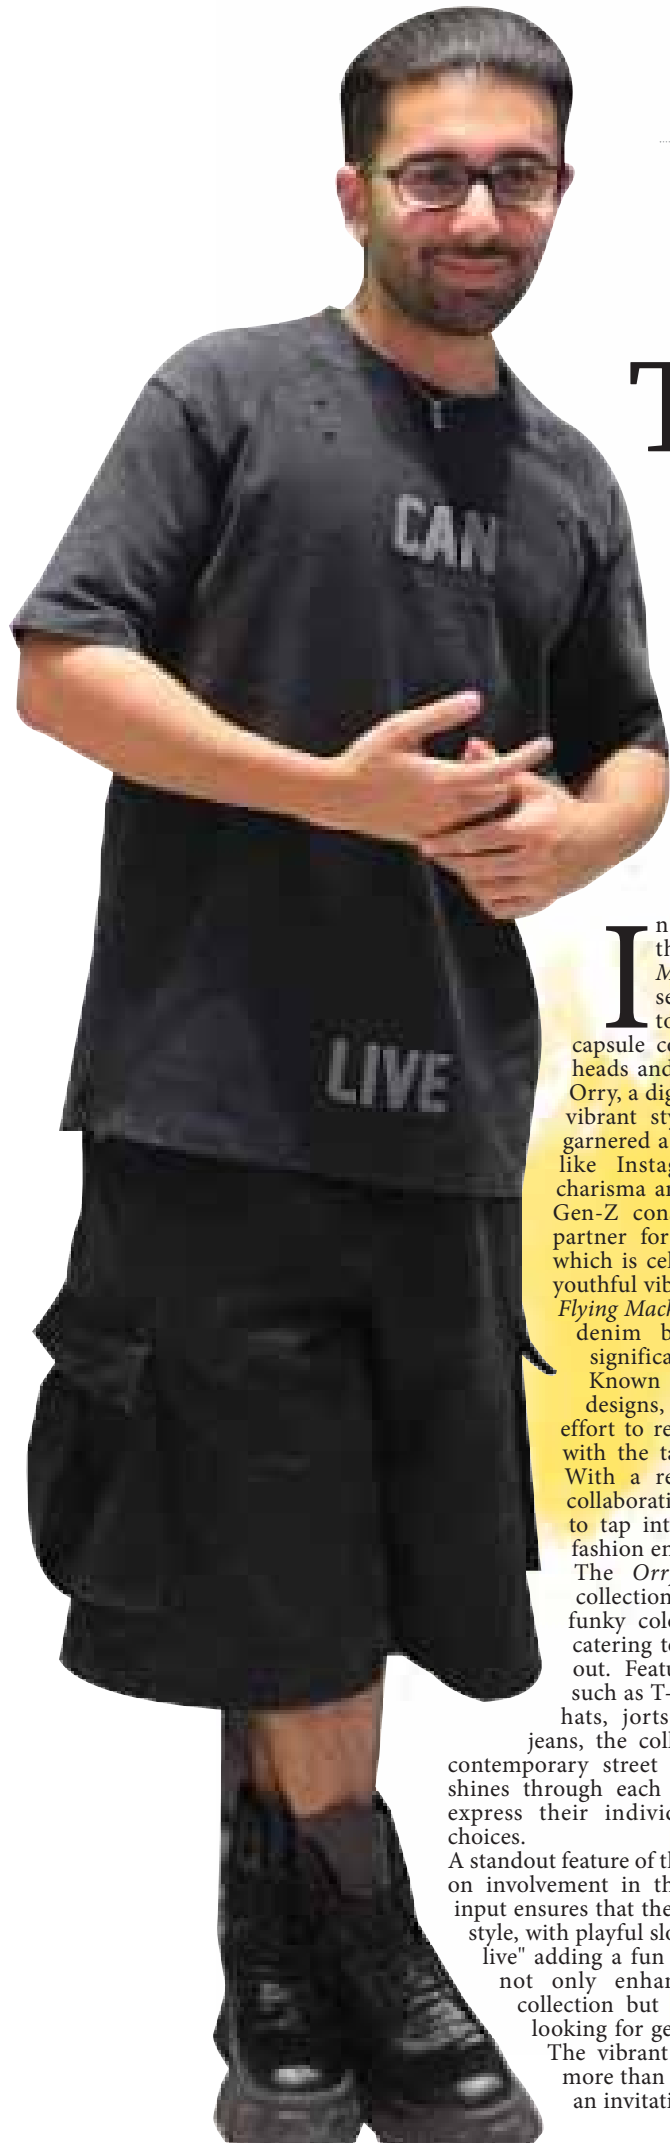 CAN
LIVE
T
I
n
th
M
se
to
capsule co
heads and
Orry, a dig
vibrant sty
garnered a
like Instag
charisma an
Gen-Z con
partner for
which is cel
youthful vib
Flying Mach
denim b
significa
Known
designs,
effort to re
with the ta
With a re
collaborati
to tap int
fashion en
The Orry
collection
funky colo
catering to
out. Featu
such as T-
hats, jorts
jeans, the coll
contemporary street
shines through each
express their individ
choices.
A standout feature of th
on involvement in th
input ensures that the
style, with playful slo
live" adding a fun
not only enhan
collection but
looking for ge
The vibrant
more than
an invitati